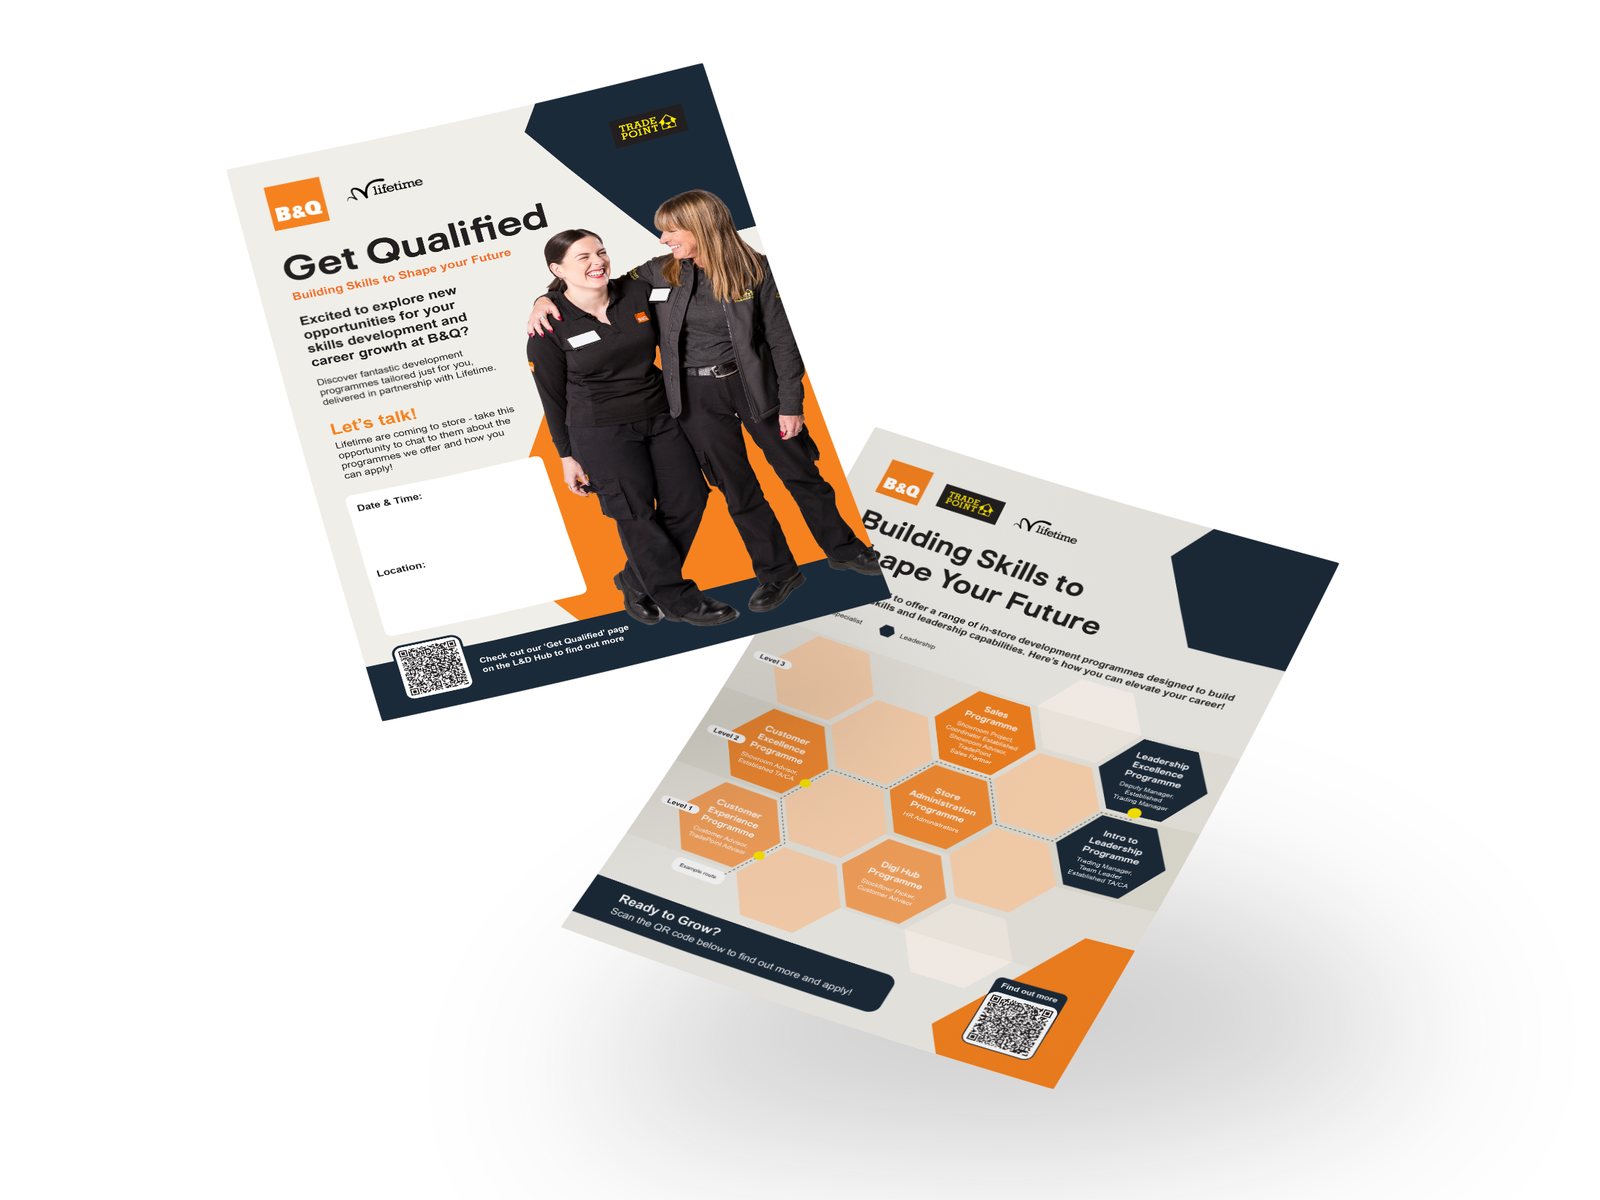 TRADE
POINT
B&Q
lifetime
Get Qualified
Building Skills to Shape your Future
Excited to explore new
opportunities for your
skills development and
career growth at B&Q?
Discover fantastic development
programmes tailored just for you,
delivered in partnership with Lifetime.
Let's talk!
Lifetime are coming to store - take this
opportunity to chat to them about the
programmes we offer and how you
can apply!
Date & Time:
Location:
Check out our 'Get Qualified' page
on the L&D Hub to find out more
B&Q
B&Q
TRADE
POINT
lifetime
Building Skills to
ape Your Future
to offer a range of in-store development programmes designed to build
kills and leadership capabilities. Here's how you can elevate your career!
pecialist
Leadership
Level 3
Level 2
Level 1
Sales
Programme
Showroom Project
Coordinator Established
Showroom Advisor,
TradePoint
Sales Partner
Customer
Excellence
Programme
Showroom Advisor,
Established TA/CA
Leadership
Excellence
Programme
Deputy Manager,
Established
Trading Manager
Store
Administration
Programme
HR Administrators
Customer
Experience
Programme
Customer Advisor,
TradePoint Advisor
Intro to
Leadership
Programme
Trading Manager,
Team Leader,
Established TA/CA
Digi Hub
Programme
Stockflow/ Picker,
Customer Advisor
Example route
Ready to Grow?
Scan the QR code below to find out more and apply!
Find out more